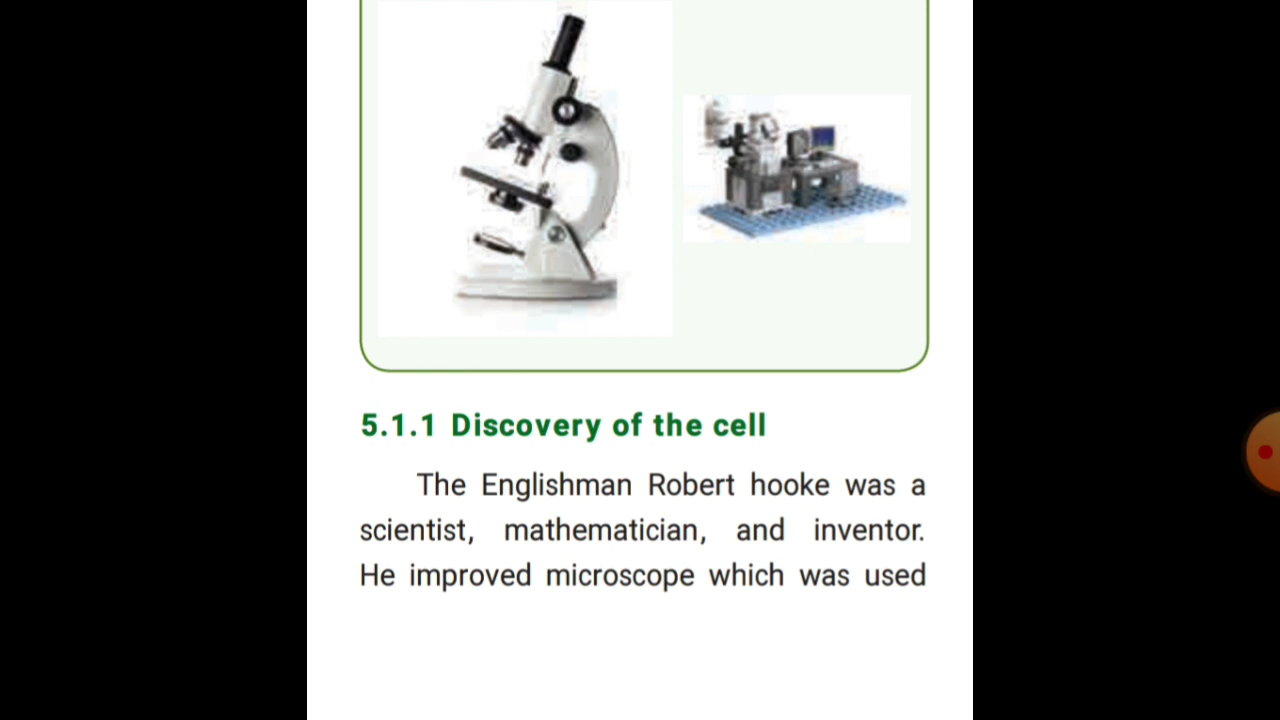 5.1.1 Discovery of the cell
The Englishman Robert hooke was a
scientist, mathematician, and inventor.
He improved microscope which was used